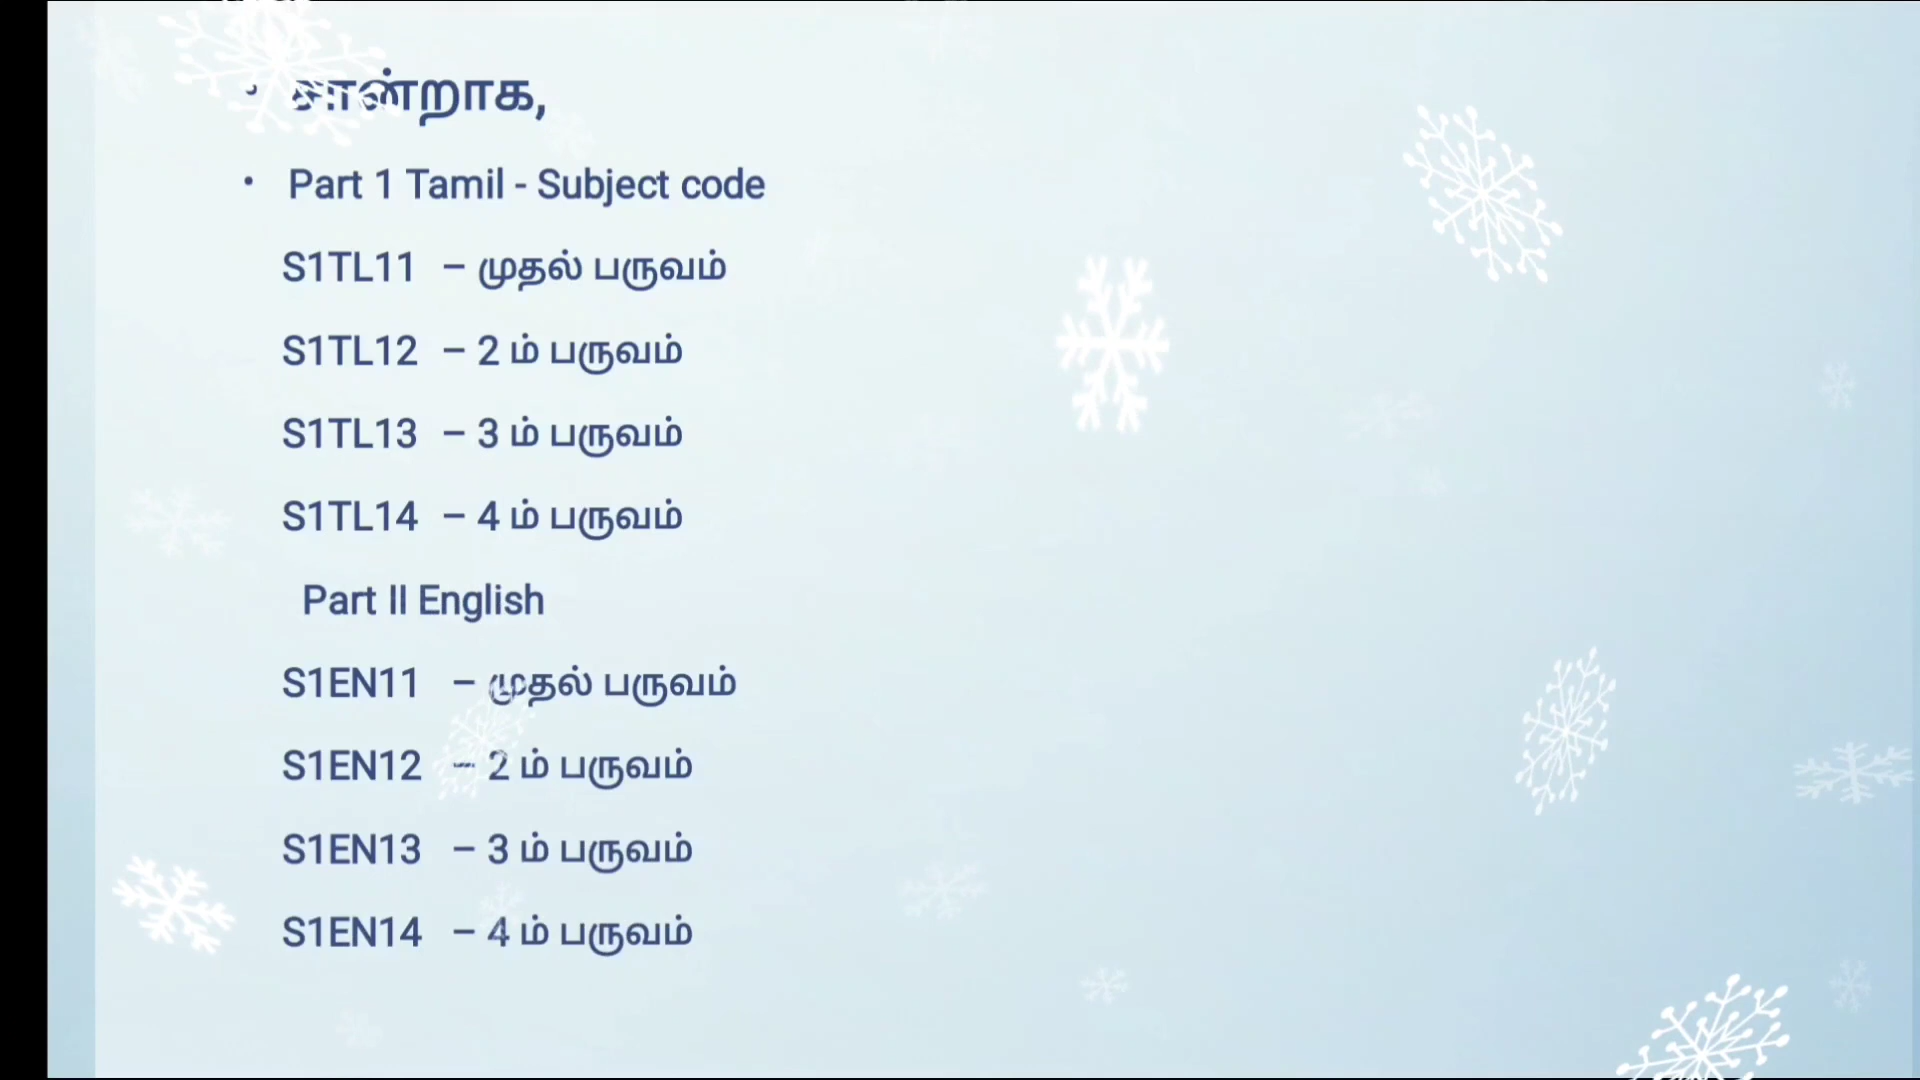 • சான்றாக,
• Part 1 Tamil - Subject code
S1TL11 – முதல் பருவம்
S1TL12 – 2 ம் பருவம்
S1TL13 – 3 ம் பருவம்
S1TL14 – 4 ம் பருவம்
Part II English
S1EN11 – முதல் பருவம்
S1EN12 – 2 ம் பருவம்
S1EN13 – 3 ம் பருவம்
S1EN14 – 4 ம் பருவம்